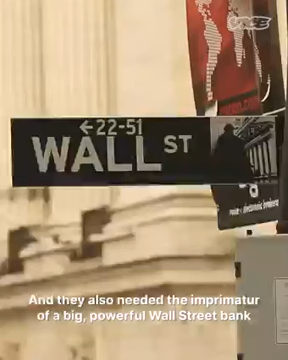 VICE
←22-51
WALL ST
And they also needed the imprimatur
of a big, powerful Wall Street bank